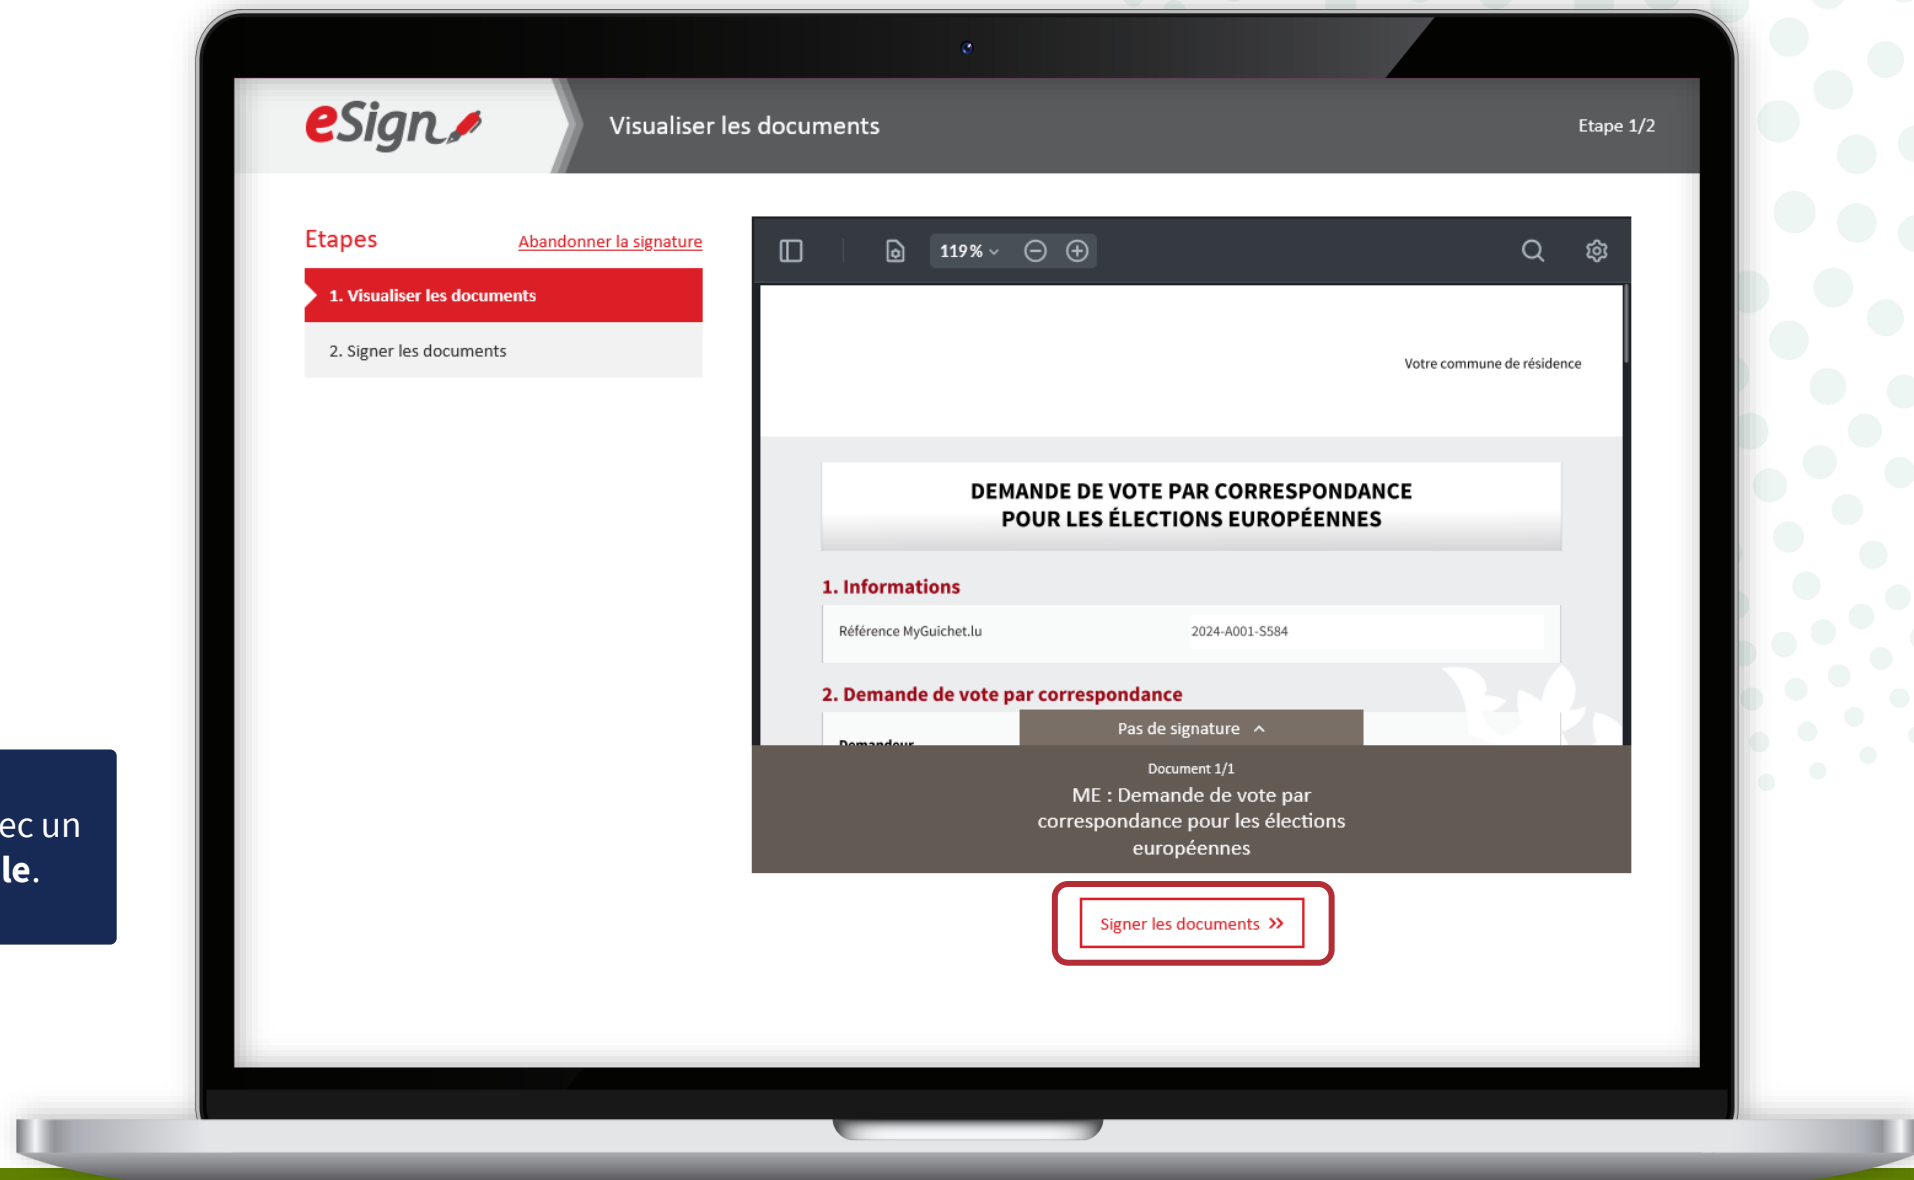 eSign
Visualiser les documents
Etape 1/2
Etapes
Abandonner la signature
1. Visualiser les documents
2. Signer les documents
119%
Votre commune de résidence
DEMANDE DE VOTE PAR CORRESPONDANCE
POUR LES ÉLECTIONS EUROPÉENNES
1. Informations
Référence MyGuichet.lu
2024-A001-S584
2. Demande de vote par correspondance
Demandeur
Pas de signature
Document 1/1
ME : Demande de vote par
correspondance pour les élections
européennes
Signer les documents
ec un
le.